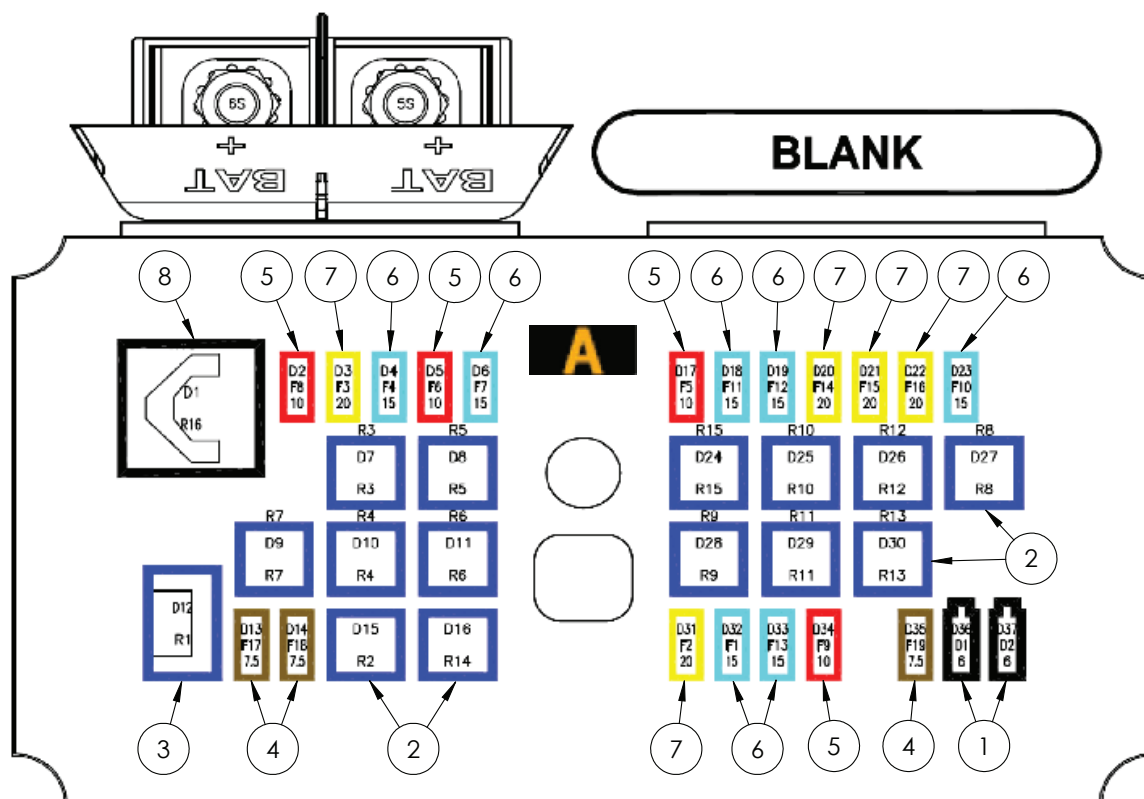 6S 5S
+ +
BAT BAT
BLANK
8 5 7 6 5 6 5 6 6 7 7 7 6
A
D1
R16
D2 F8 10
D3 F3 20
D4 F4 15
D5 F6 10
D6 F7 15
D17 F5 10
D18 F11 15
D19 F12 15
D20 F14 20
D21 F15 20
D22 F16 20
D23 F10 15
R3 R5 R15 R10 R12 R8
D7 D8 D24 D25 D26 D27
R3 R5 R15 R10 R12 R8
R7 R4 R6 R9 R11 R13
D9 D10 D11 D28 D29 D30
R7 R4 R6 R9 R11 R13
2
D12
R1
D13 F17 7.5
D14 F18 7.5
D15
R2
D16
R14
D31 F2 20
D32 F1 15
D33 F13 15
D34 F9 10
D35 F19 7.5
D36 D1 6
D37 D2 6
3 4 2 7 6 5 4 1